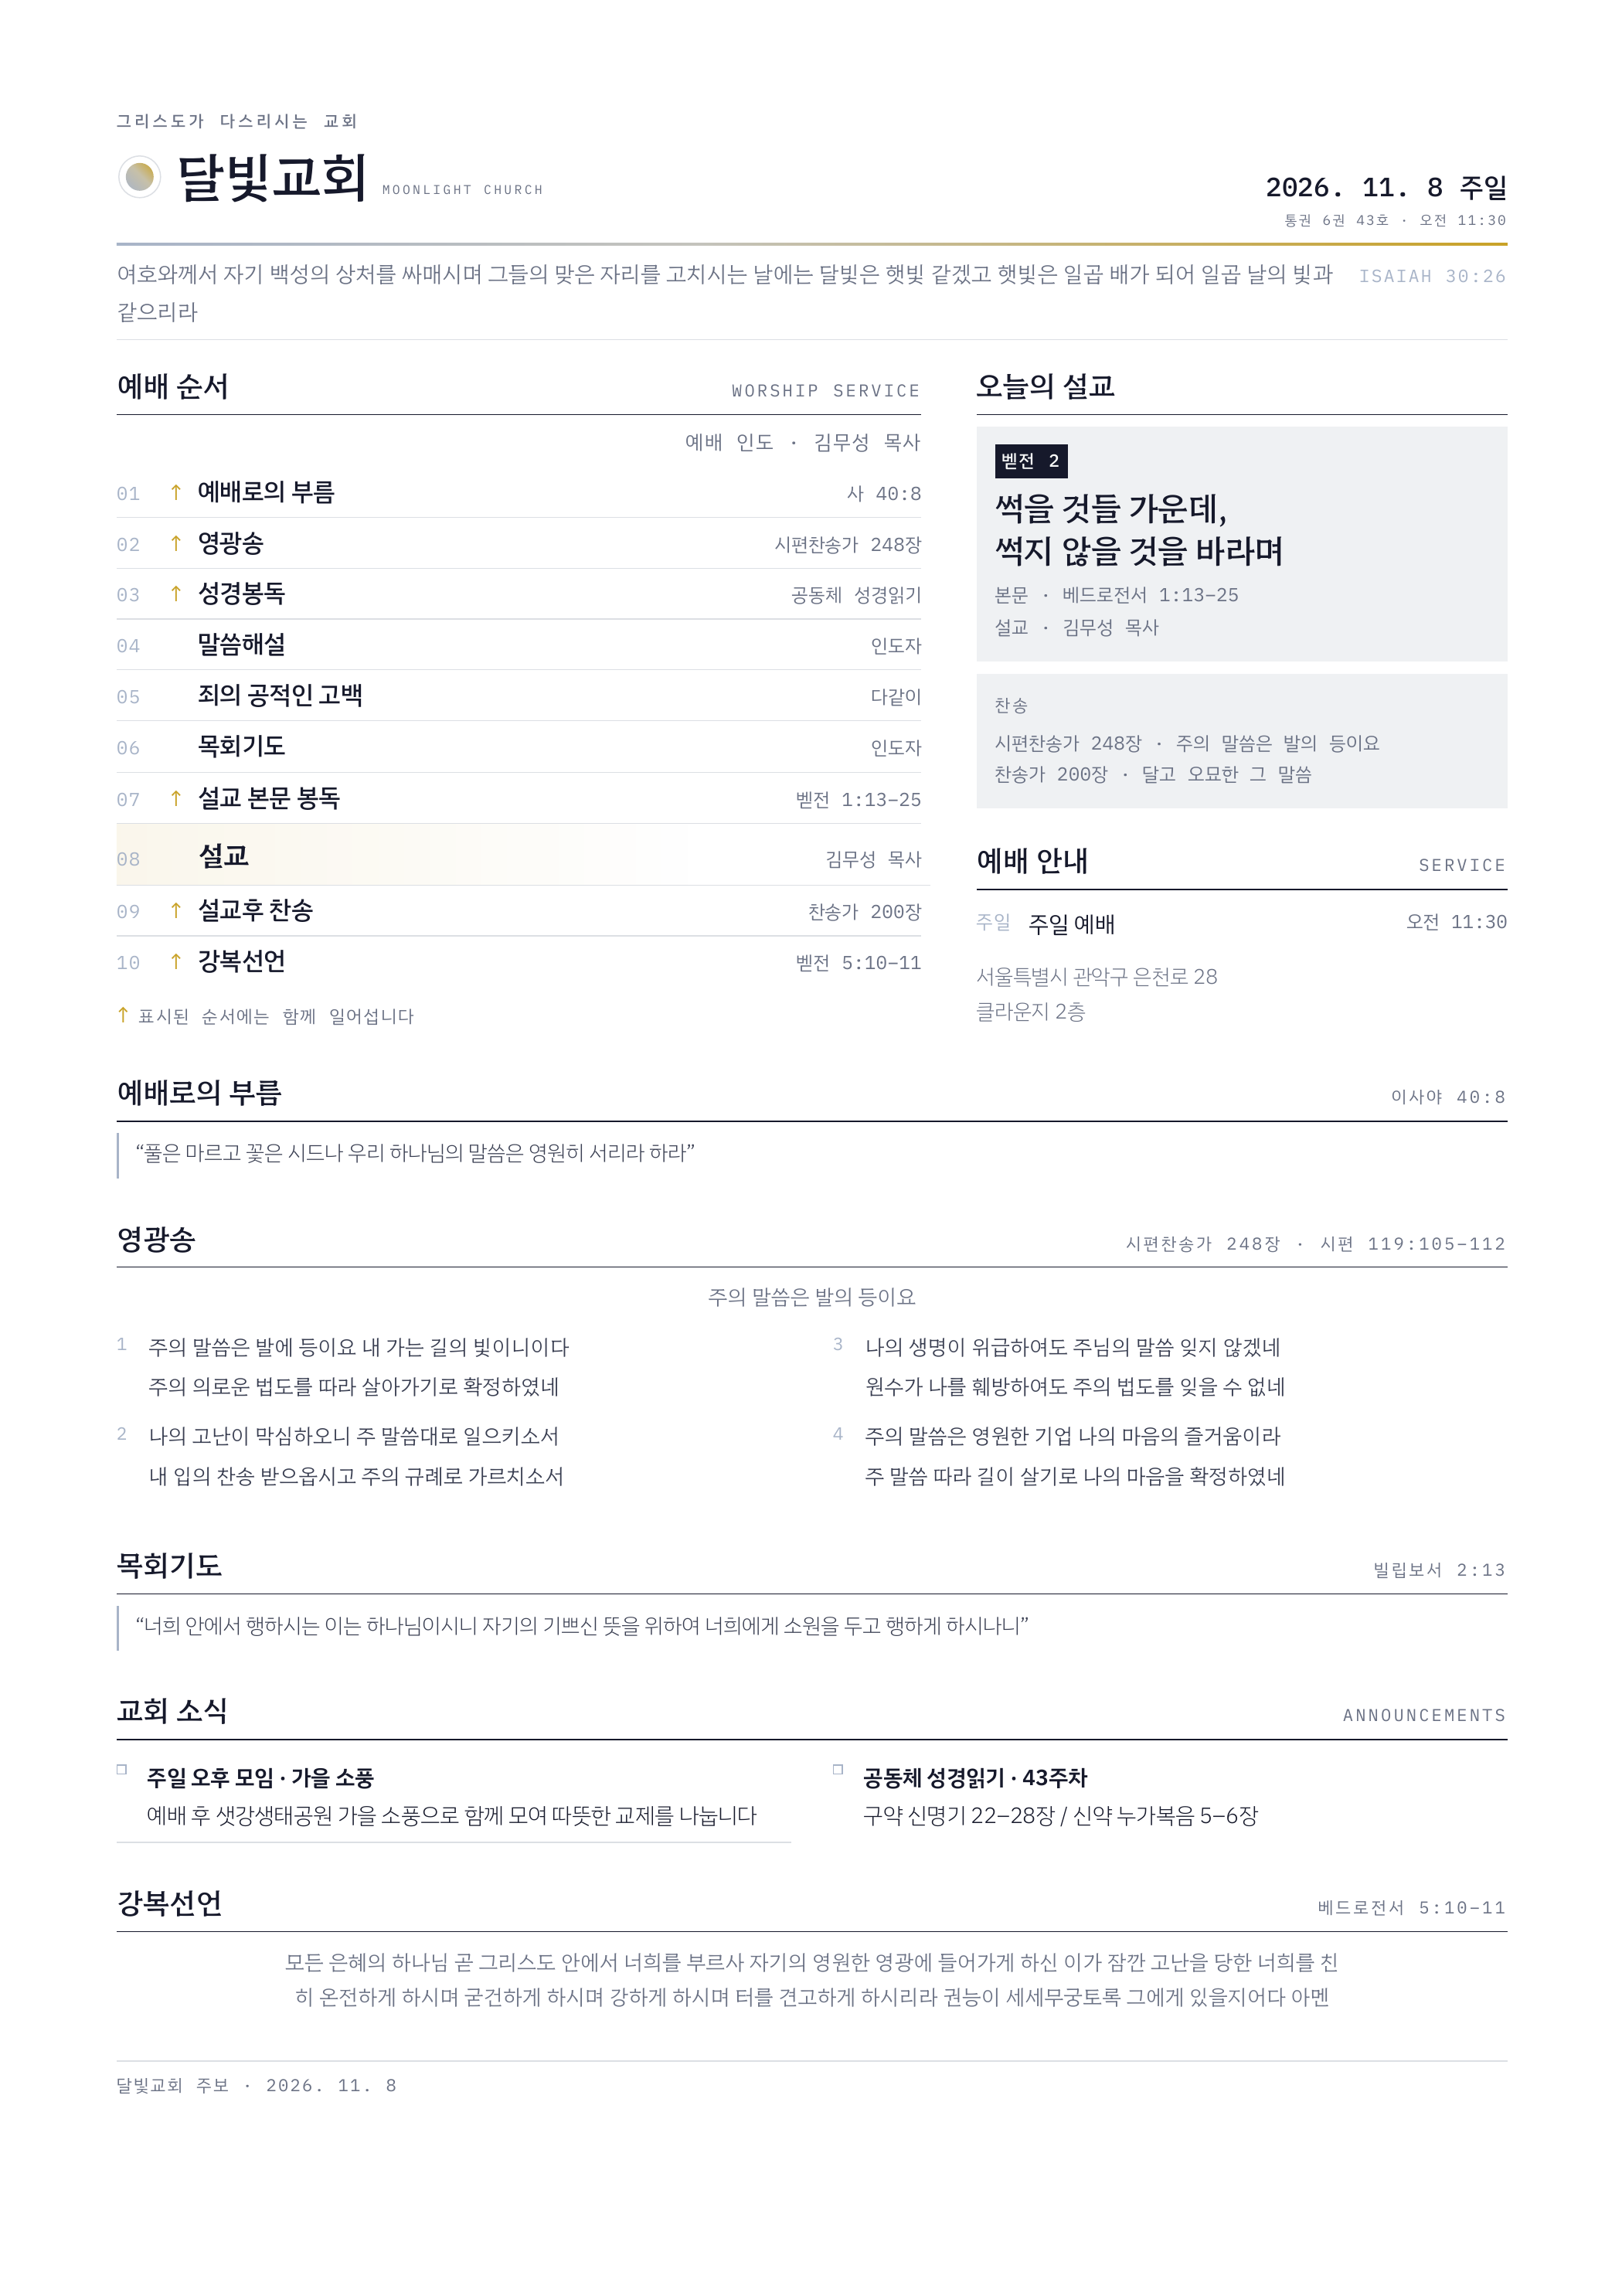 그리스도가 다스리시는 교회
달빛교회 MOONLIGHT CHURCH
2026. 11. 8 주일
통권 6권 43호 · 오전 11:30
여호와께서 자기 백성의 상처를 싸매시며 그들의 맞은 자리를 고치시는 날에는 달빛은 햇빛 같겠고 햇빛은 일곱 배가 되어 일곱 날의 빛과 ISAIAH 30:26
같으리라
예배 순서 WORSHIP SERVICE
예배 인도 · 김무성 목사
01 ↑ 예배로의 부름 사 40:8
02 ↑ 영광송 시편찬송가 248장
03 ↑ 성경봉독 공동체 성경읽기
04 말씀해설 인도자
05 죄의 공적인 고백 다같이
06 목회기도 인도자
07 ↑ 설교 본문 봉독 벧전 1:13–25
08 설교 김무성 목사
09 ↑ 설교후 찬송 찬송가 200장
10 ↑ 강복선언 벧전 5:10–11
↑ 표시된 순서에는 함께 일어섭니다
오늘의 설교
벧전 2
썩을 것들 가운데,
썩지 않을 것을 바라며
본문 · 베드로전서 1:13–25
설교 · 김무성 목사
찬송
시편찬송가 248장 · 주의 말씀은 발의 등이요
찬송가 200장 · 달고 오묘한 그 말씀
예배 안내 SERVICE
주일 주일 예배 오전 11:30
서울특별시 관악구 은천로 28
클라운지 2층
예배로의 부름 이사야 40:8
“풀은 마르고 꽃은 시드나 우리 하나님의 말씀은 영원히 서리라 하라”
영광송 시편찬송가 248장 · 시편 119:105–112
주의 말씀은 발의 등이요
1 주의 말씀은 발에 등이요 내 가는 길의 빛이니이다
주의 의로운 법도를 따라 살아가기로 확정하였네
2 나의 고난이 막심하오니 주 말씀대로 일으키소서
내 입의 찬송 받으옵시고 주의 규례로 가르치소서
3 나의 생명이 위급하여도 주님의 말씀 잊지 않겠네
원수가 나를 훼방하여도 주의 법도를 잊을 수 없네
4 주의 말씀은 영원한 기업 나의 마음의 즐거움이라
주 말씀 따라 길이 살기로 나의 마음을 확정하였네
목회기도 빌립보서 2:13
“너희 안에서 행하시는 이는 하나님이시니 자기의 기쁘신 뜻을 위하여 너희에게 소원을 두고 행하게 하시나니”
교회 소식 ANNOUNCEMENTS
□ 주일 오후 모임 · 가을 소풍
예배 후 샛강생태공원 가을 소풍으로 함께 모여 따뜻한 교제를 나눕니다
□ 공동체 성경읽기 · 43주차
구약 신명기 22–28장 / 신약 누가복음 5–6장
강복선언 베드로전서 5:10–11
모든 은혜의 하나님 곧 그리스도 안에서 너희를 부르사 자기의 영원한 영광에 들어가게 하신 이가 잠깐 고난을 당한 너희를 친
히 온전하게 하시며 굳건하게 하시며 강하게 하시며 터를 견고하게 하시리라 권능이 세세무궁토록 그에게 있을지어다 아멘
달빛교회 주보 · 2026. 11. 8